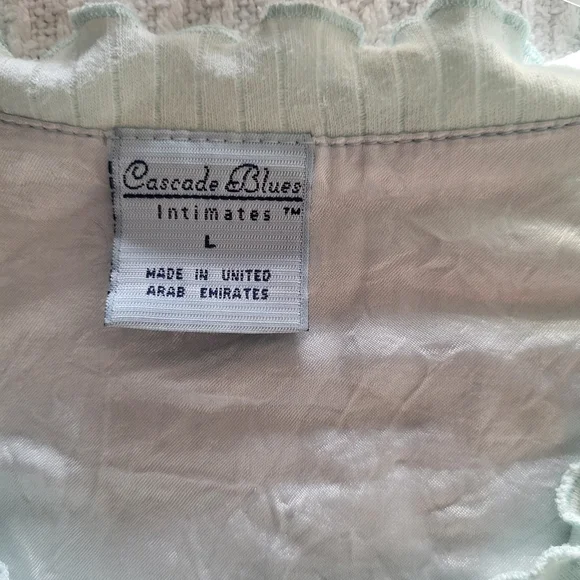 Cascade Blues
Intimates ™
L
MADE IN UNITED
ARAB EMIRATES